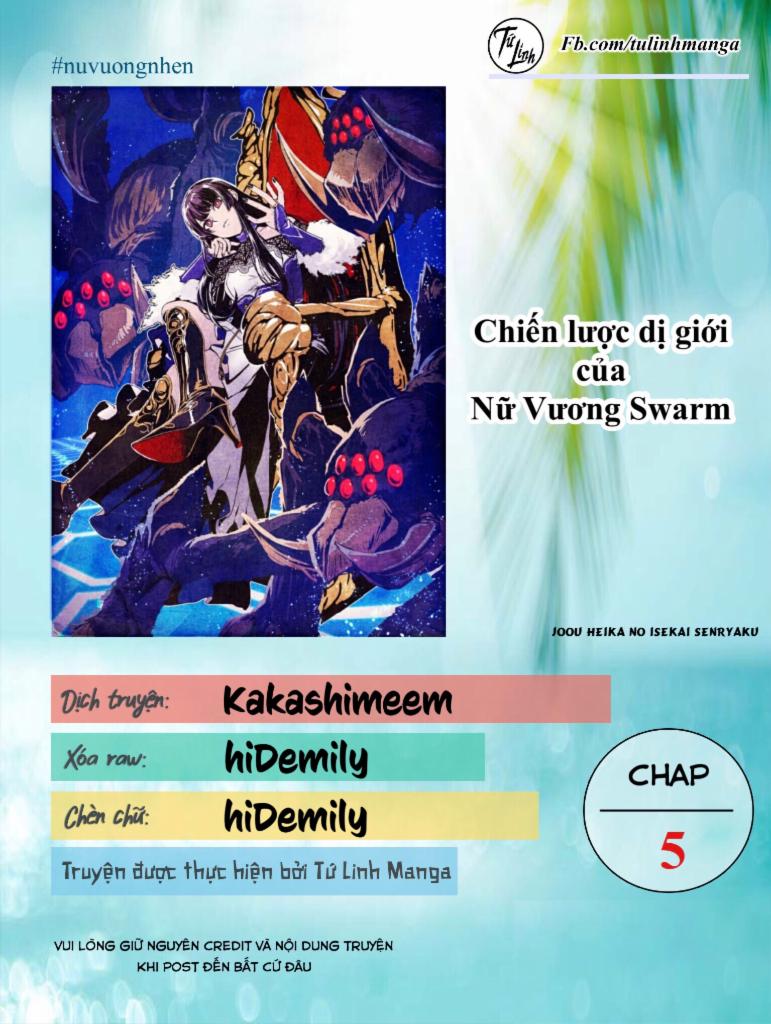 Tứ Linh
Fb.com/tulinhmanga
#nuvuongnhen
Chiến lược dị giới
của
Nữ Vương Swarm
JOOU HEIKA NO ISEKAI SENRYAKU
Dịch truyện: Kakashimeem
Xóa raw: hiDemily
Chèn chữ: hiDemily
Truyện được thực hiện bởi Tứ Linh Manga
CHAP
5
VUI LÒNG GIỮ NGUYÊN CREDIT VÀ NỘI DUNG TRUYỆN
KHI POST ĐẾN BẤT CỨ ĐÂU